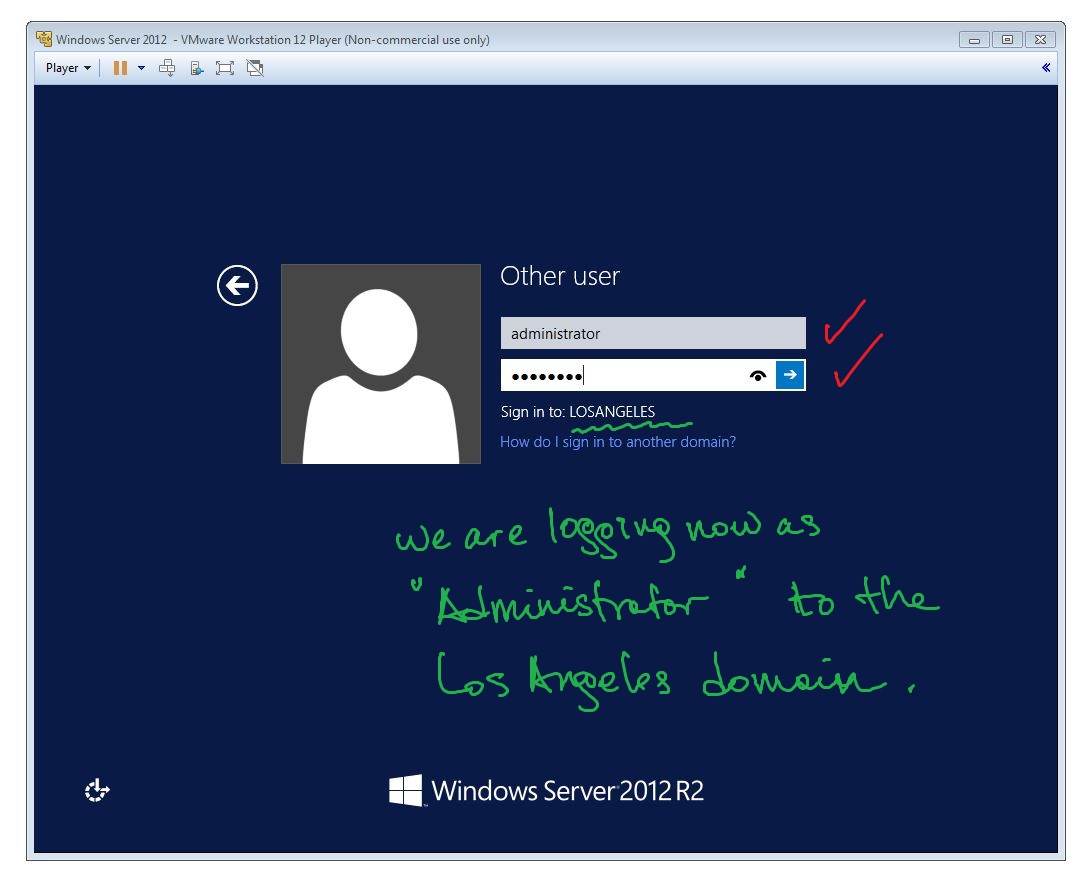 Windows Server 2012 - VMware Workstation 12 Player (Non-commercial use only)
Player
Other user
administrator
Sign in to: LOSANGELES
How do I sign in to another domain?
we are logging now as
"Administrator" to the
Los Angeles domain.
Windows Server 2012 R2